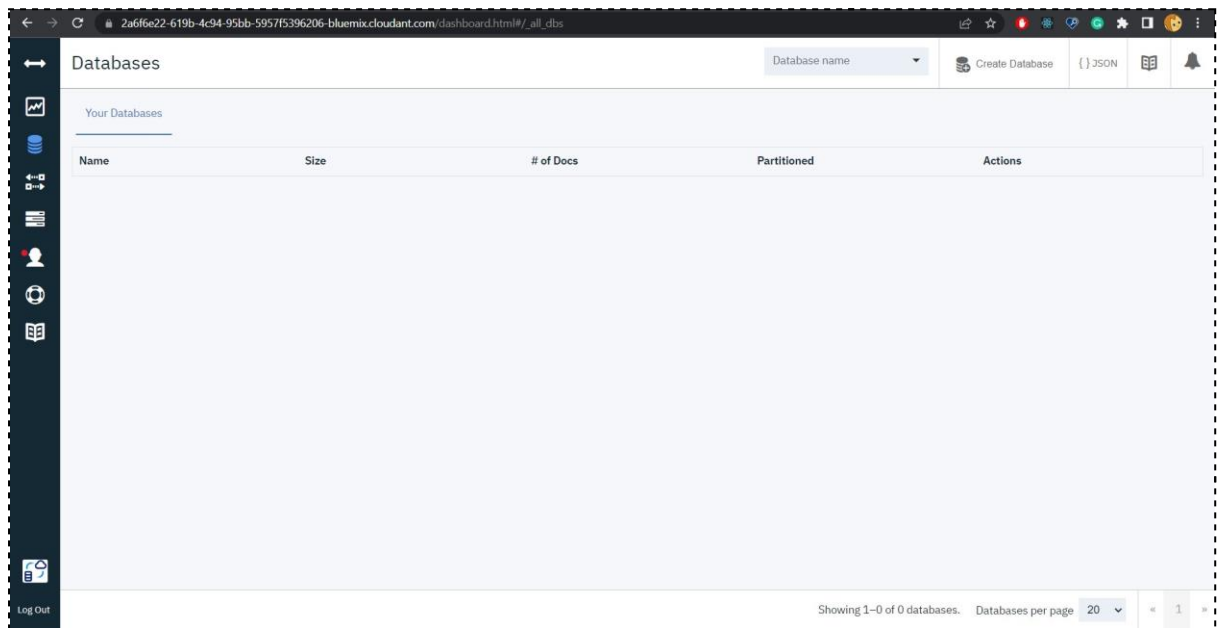 2a6f6e22-619b-4c94-95bb-5957f5396206-bluemix.cloudant.com/dashboard.html#/_all_dbs
Databases
Database name
Create Database
{ } JSON
Your Databases
Name Size # of Docs Partitioned Actions
Log Out
Showing 1–0 of 0 databases. Databases per page 20 « 1 »